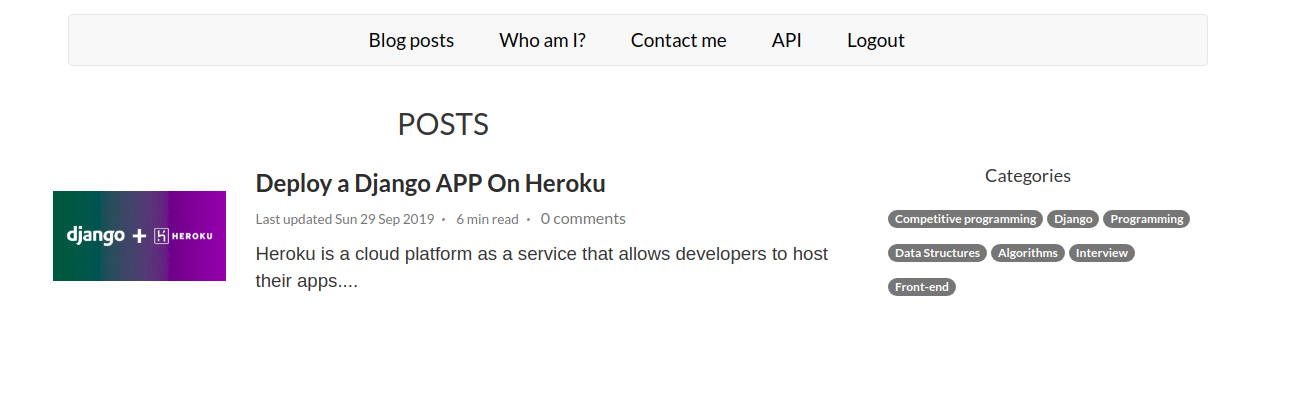 Blog posts Who am I? Contact me API Logout
POSTS
Deploy a Django APP On Heroku
Last updated Sun 29 Sep 2019 • 6 min read • 0 comments
Heroku is a cloud platform as a service that allows developers to host
their apps....
django + H HEROKU
Categories
Competitive programming Django Programming
Data Structures Algorithms Interview
Front-end